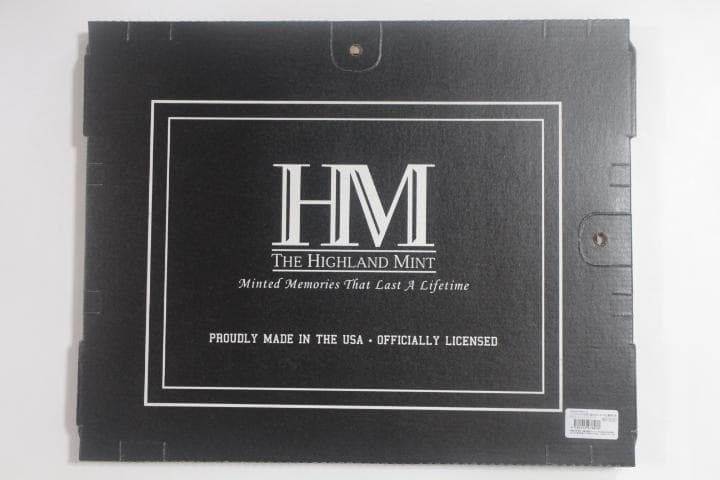 HM
THE HIGHLAND MINT
Minted Memories That Last A Lifetime
PROUDLY MADE IN THE USA • OFFICIALLY LICENSED